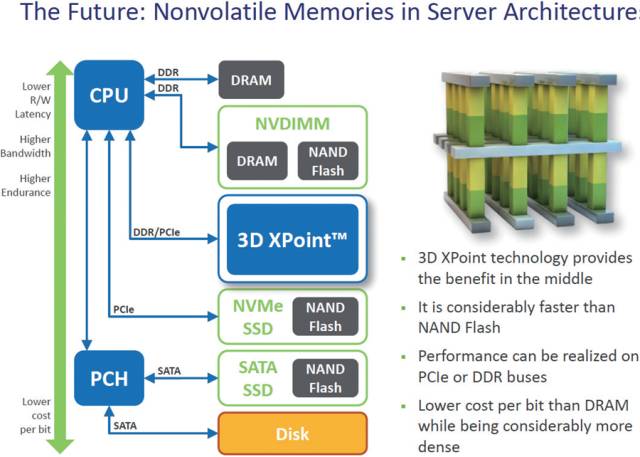 The Future: Nonvolatile Memories in Server Architectures
Lower
R/W
Latency
Higher
Bandwidth
Higher
Endurance
Lower
cost
per bit
CPU
DDR
DDR
DRAM
NVDIMM
DRAM
NAND
Flash
DDR/PCIe
3D XPoint™
PCIe
NVMe
SSD
NAND
Flash
PCH
SATA
SATA
SSD
NAND
Flash
SATA
Disk
▪ 3D XPoint technology provides
the benefit in the middle
▪ It is considerably faster than
NAND Flash
▪ Performance can be realized on
PCIe or DDR buses
▪ Lower cost per bit than DRAM
while being considerably more
dense